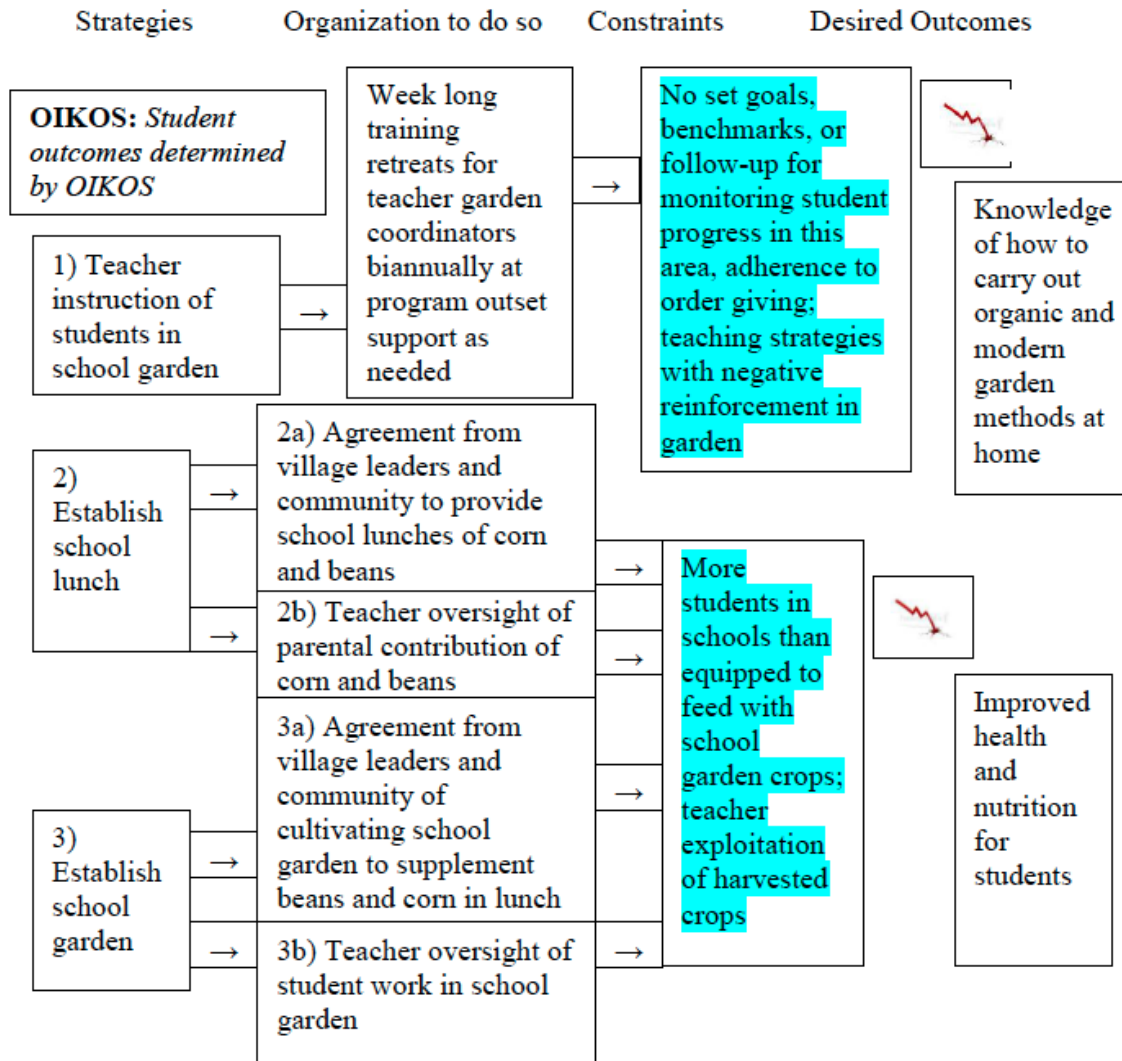 Strategies Organization to do so Constraints Desired Outcomes
OIKOS: Student
outcomes determined
by OIKOS
1) Teacher
instruction of
students in
school garden
→
Week long
training
retreats for
teacher garden
coordinators
biannually at
program outset
support as
needed
→
No set goals,
benchmarks, or
follow-up for
monitoring student
progress in this
area, adherence to
order giving;
teaching strategies
with negative
reinforcement in
garden
Knowledge
of how to
carry out
organic and
modern
garden
methods at
home
2)
Establish
school
lunch
→
→
2a) Agreement from
village leaders and
community to provide
school lunches of corn
and beans
2b) Teacher oversight of
parental contribution of
corn and beans
→
→
3)
Establish
school
garden
→
→
3a) Agreement from
village leaders and
community of
cultivating school
garden to supplement
beans and corn in lunch
3b) Teacher oversight of
student work in school
garden
→
→
More
students in
schools than
equipped to
feed with
school
garden crops;
teacher
exploitation
of harvested
crops
Improved
health
and
nutrition
for
students